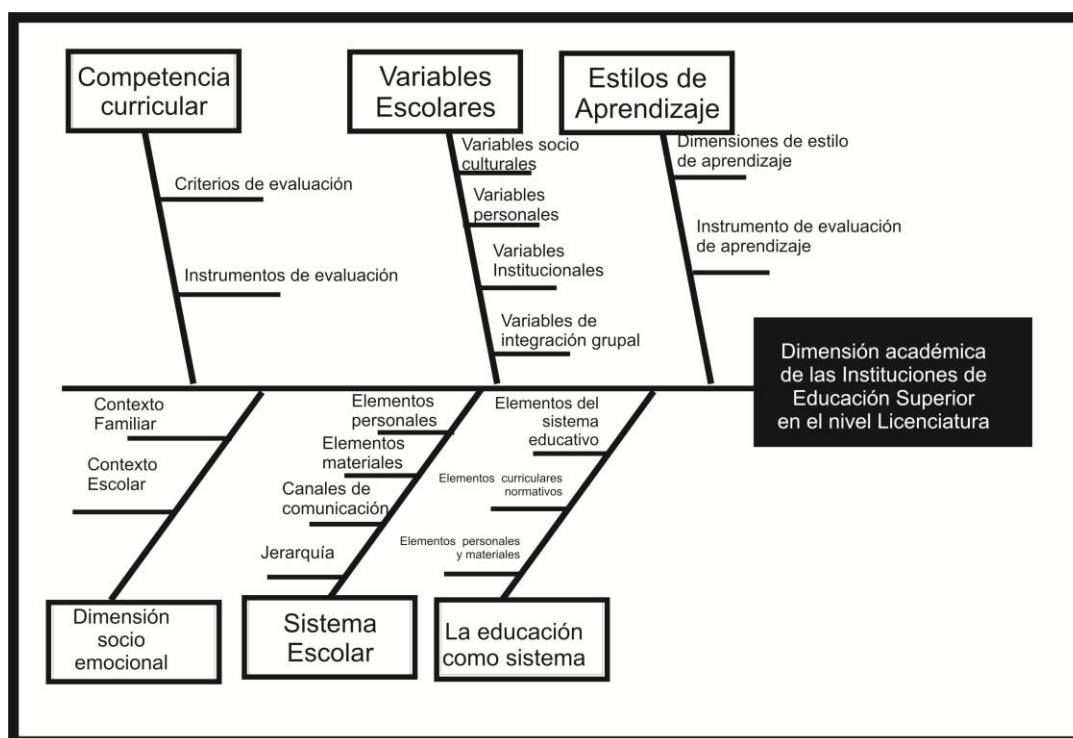 Competencia
curricular
Variables
Escolares
Estilos de
Aprendizaje
Criterios de evaluación
Instrumentos de evaluación
Variables socio
culturales
Variables
personales
Variables
Institucionales
Variables de
integración grupal
Dimensiones de estilo
de aprendizaje
Instrumento de evaluación
de aprendizaje
Dimensión académica
de las Instituciones de
Educación Superior
en el nivel Licenciatura
Contexto
Familiar
Contexto
Escolar
Elementos
personales
Elementos
materiales
Canales de
comunicación
Jerarquía
Elementos del
sistema
educativo
Elementos curriculares
normativos
Elementos personales
y materiales
Dimensión
socio
emocional
Sistema
Escolar
La educación
como sistema